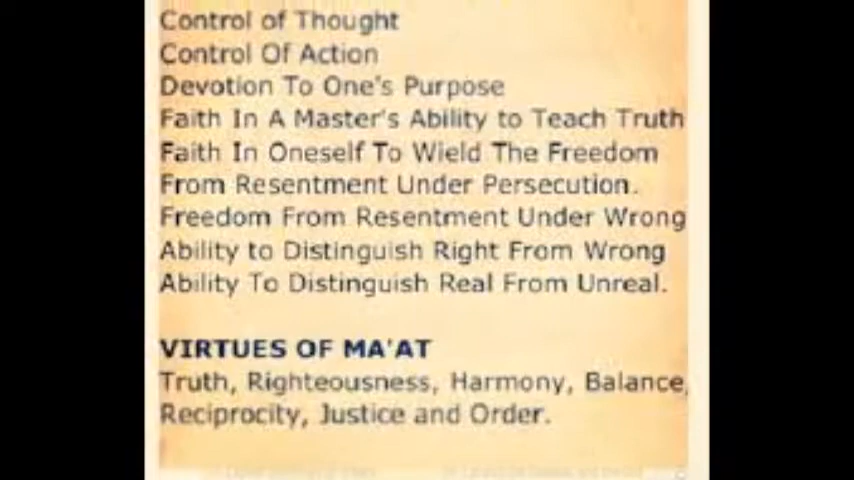 Control of Thought
Control Of Action
Devotion To One's Purpose
Faith In A Master's Ability to Teach Truth
Faith In Oneself To Wield The Freedom
From Resentment Under Persecution.
Freedom From Resentment Under Wrong
Ability to Distinguish Right From Wrong
Ability To Distinguish Real From Unreal.
VIRTUES OF MA'AT
Truth, Righteousness, Harmony, Balance,
Reciprocity, Justice and Order.